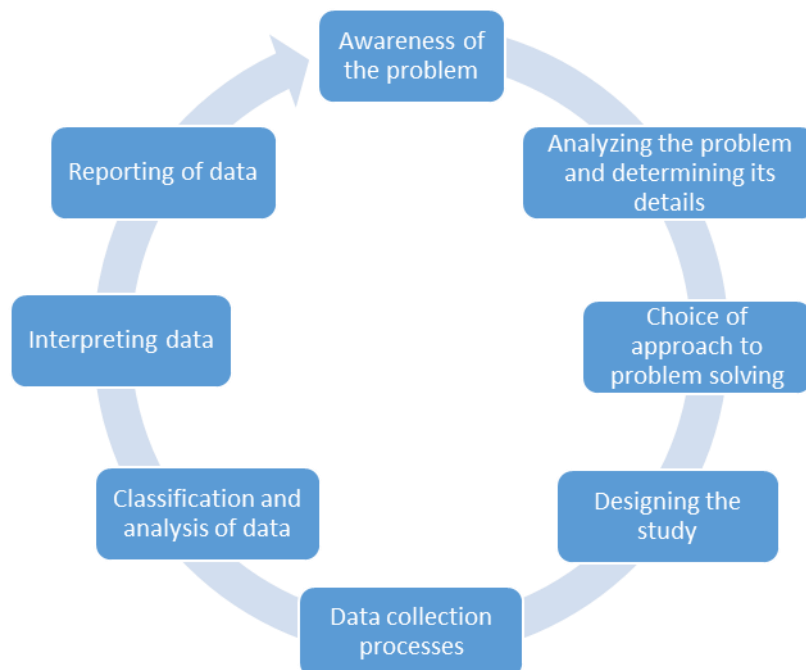 Awareness of
the problem
Analyzing the problem
and determining its
details
Choice of
approach to
problem solving
Designing the
study
Data collection
processes
Classification and
analysis of data
Interpreting data
Reporting of data